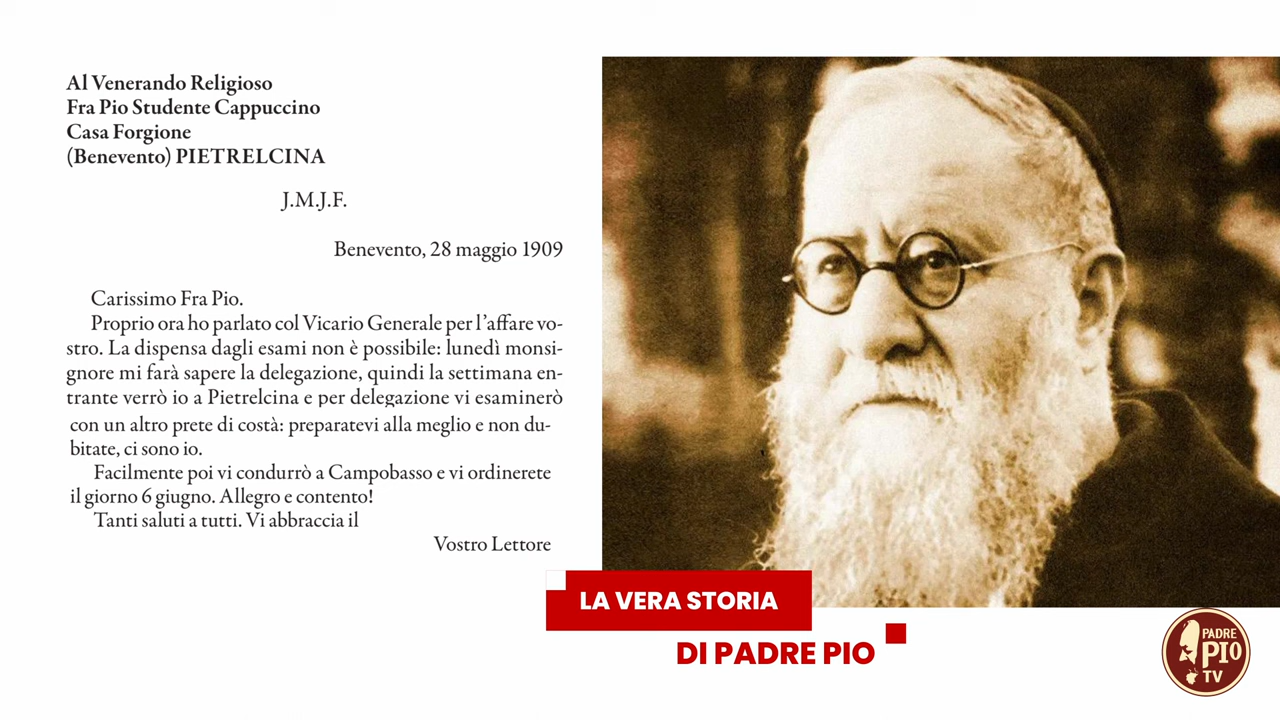 Al Venerando Religioso
Fra Pio Studente Cappuccino
Casa Forgione
(Benevento) PIETRELCINA
J.M.J.F.
Benevento, 28 maggio 1909
Carissimo Fra Pio.
Proprio ora ho parlato col Vicario Generale per l'affare vo-
stro. La dispensa dagli esami non è possibile: lunedì monsi-
gnore mi farà sapere la delegazione, quindi la settimana en-
trante verrò io a Pietrelcina e per delegazione vi esaminerò
con un altro prete di costà: preparatevi alla meglio e non du-
bitate, ci sono io.
Facilmente poi vi condurrò a Campobasso e vi ordinerete
il giorno 6 giugno. Allegro e contento!
Tanti saluti a tutti. Vi abbraccia il
Vostro Lettore
LA VERA STORIA
DI PADRE PIO
PADRE
PIO
TV